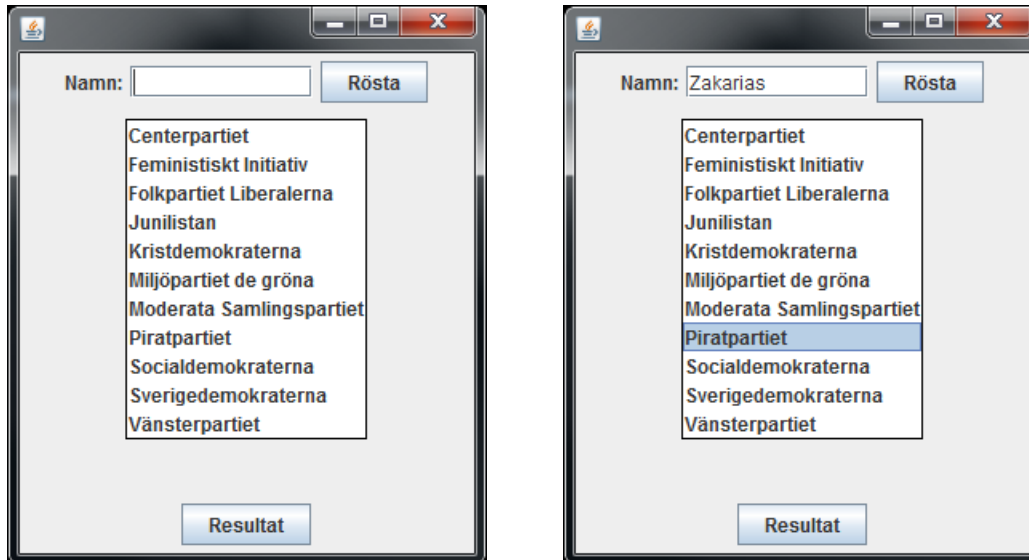 Namn: Rösta
Centerpartiet
Feministiskt Initiativ
Folkpartiet Liberalerna
Junilistan
Kristdemokraterna
Miljöpartiet de gröna
Moderata Samlingspartiet
Piratpartiet
Socialdemokraterna
Sverigedemokraterna
Vänsterpartiet
Resultat
Namn: Zakarias Rösta
Centerpartiet
Feministiskt Initiativ
Folkpartiet Liberalerna
Junilistan
Kristdemokraterna
Miljöpartiet de gröna
Moderata Samlingspartiet
Piratpartiet
Socialdemokraterna
Sverigedemokraterna
Vänsterpartiet
Resultat